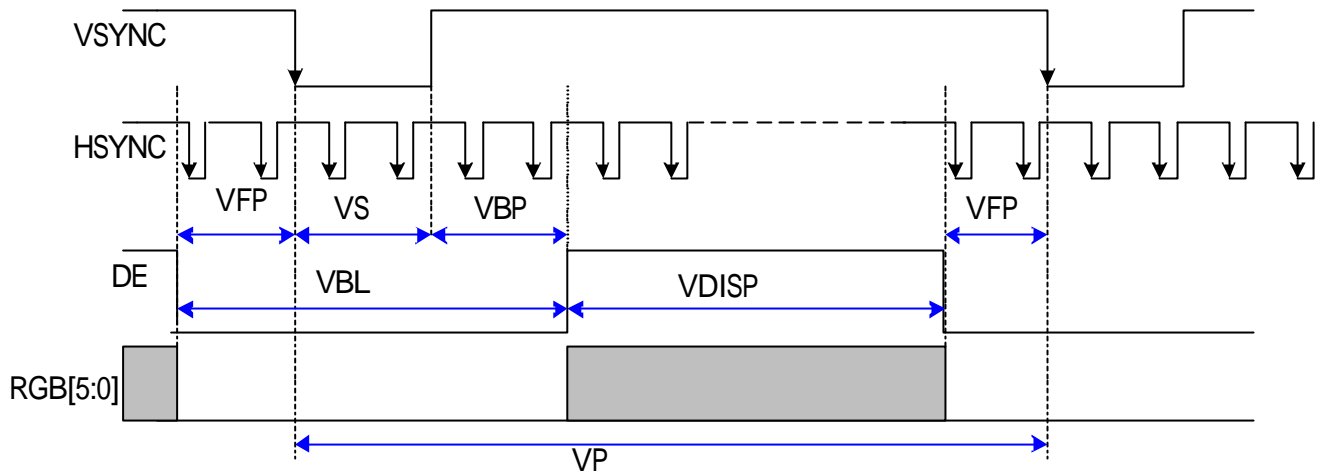 VSYNC
HSYNC
VFP
VS
VBP
VFP
DE
VBL
VDISP
RGB[5:0]
VP